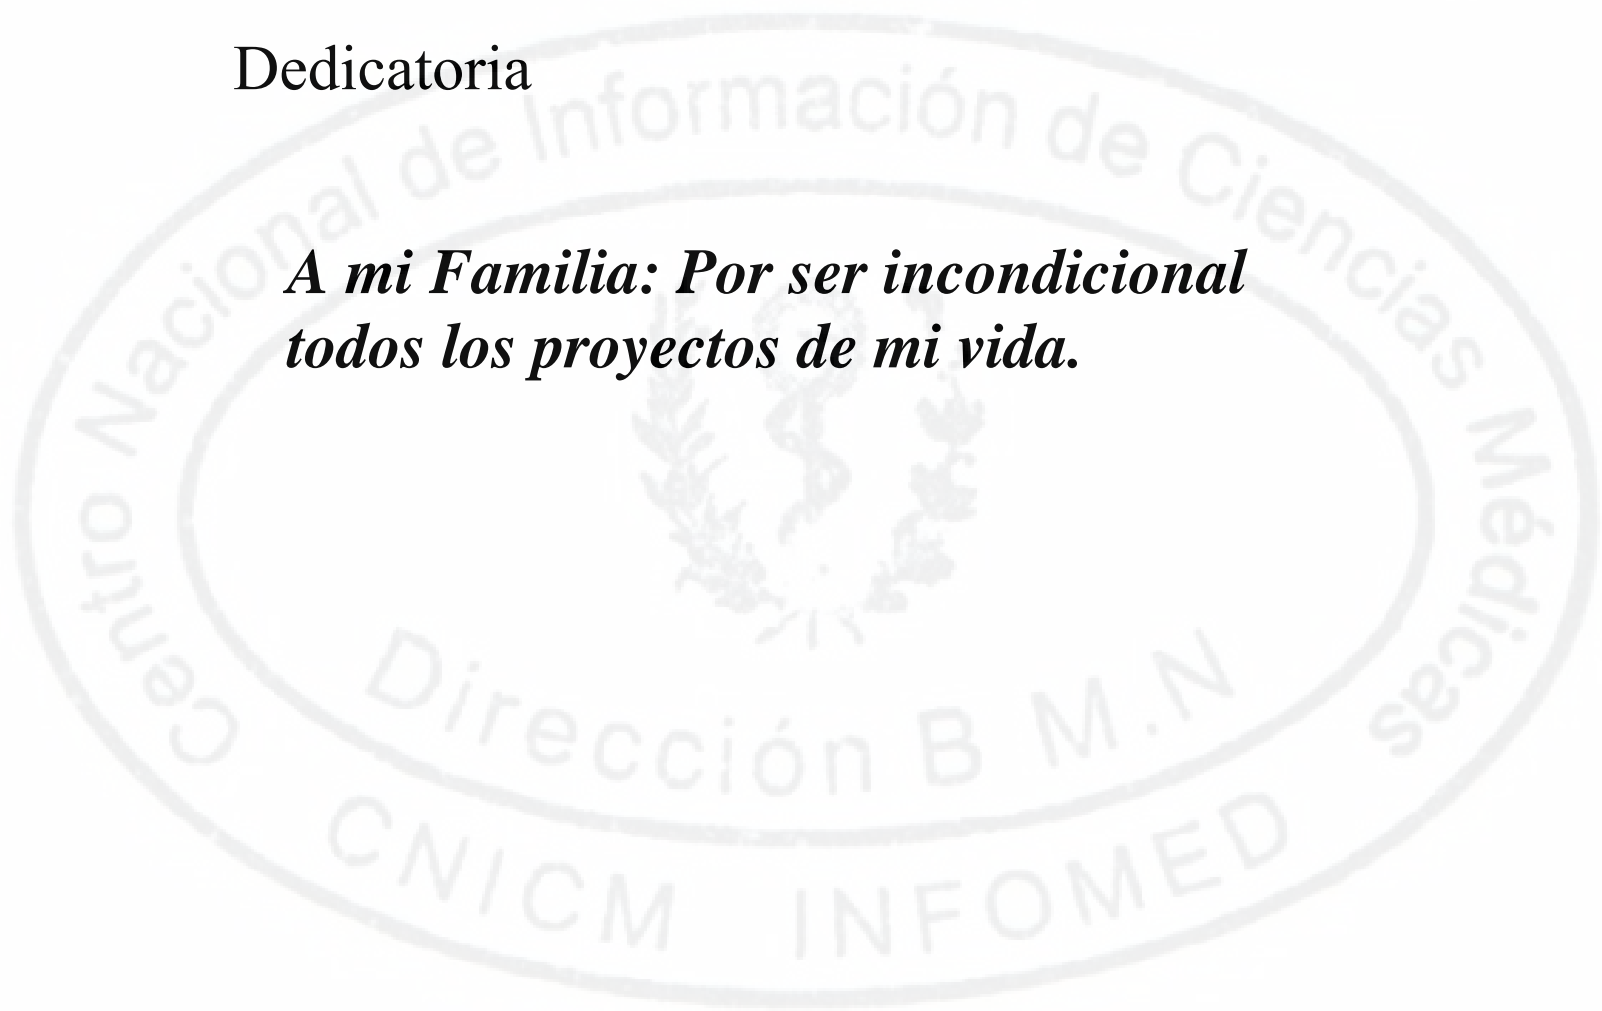 Dedicatoria
A mi Familia: Por ser incondicional
todos los proyectos de mi vida.
Centro Nacional de Información de Ciencias Médicas
Dirección B M.N
CNICM INFOMED